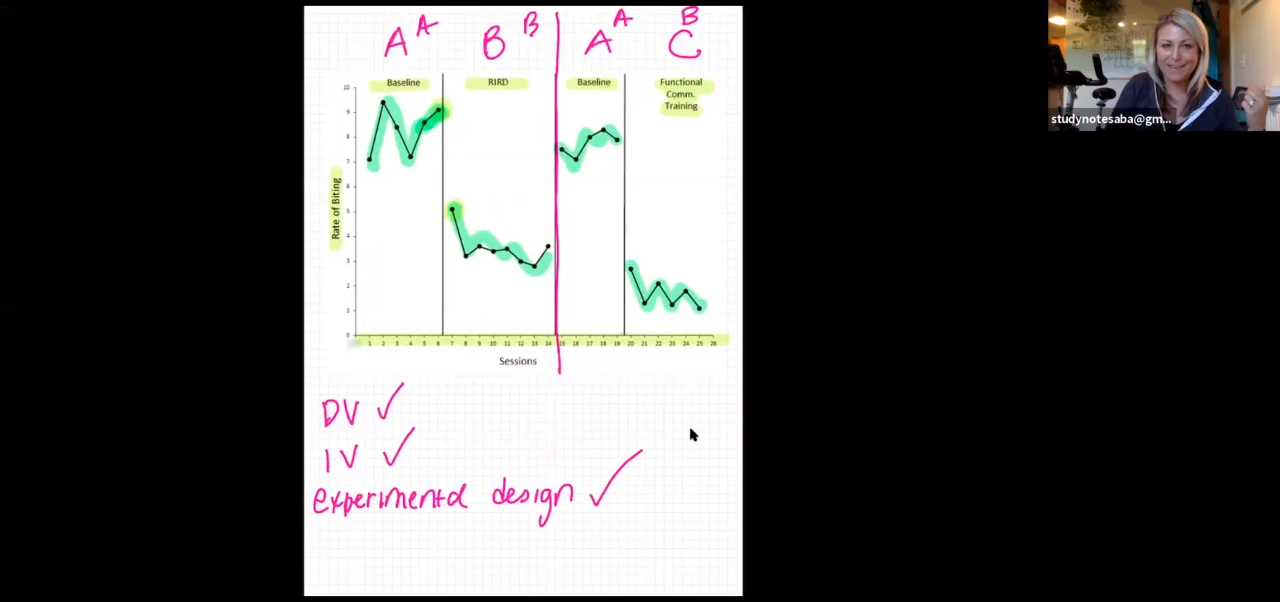 A A B B A A C B
Baseline RIRD Baseline Functional
Comm.
Training
studynotesaba@gm...
10
9
8
7
6
5
4
3
2
1
0
Rate of Biting
1 2 3 4 5 6 7 8 9 10 11 12 13 14 15 16 17 18 19 20 21 22 23 24 25 26
Sessions
DV ✓
IV ✓
experimental design ✓